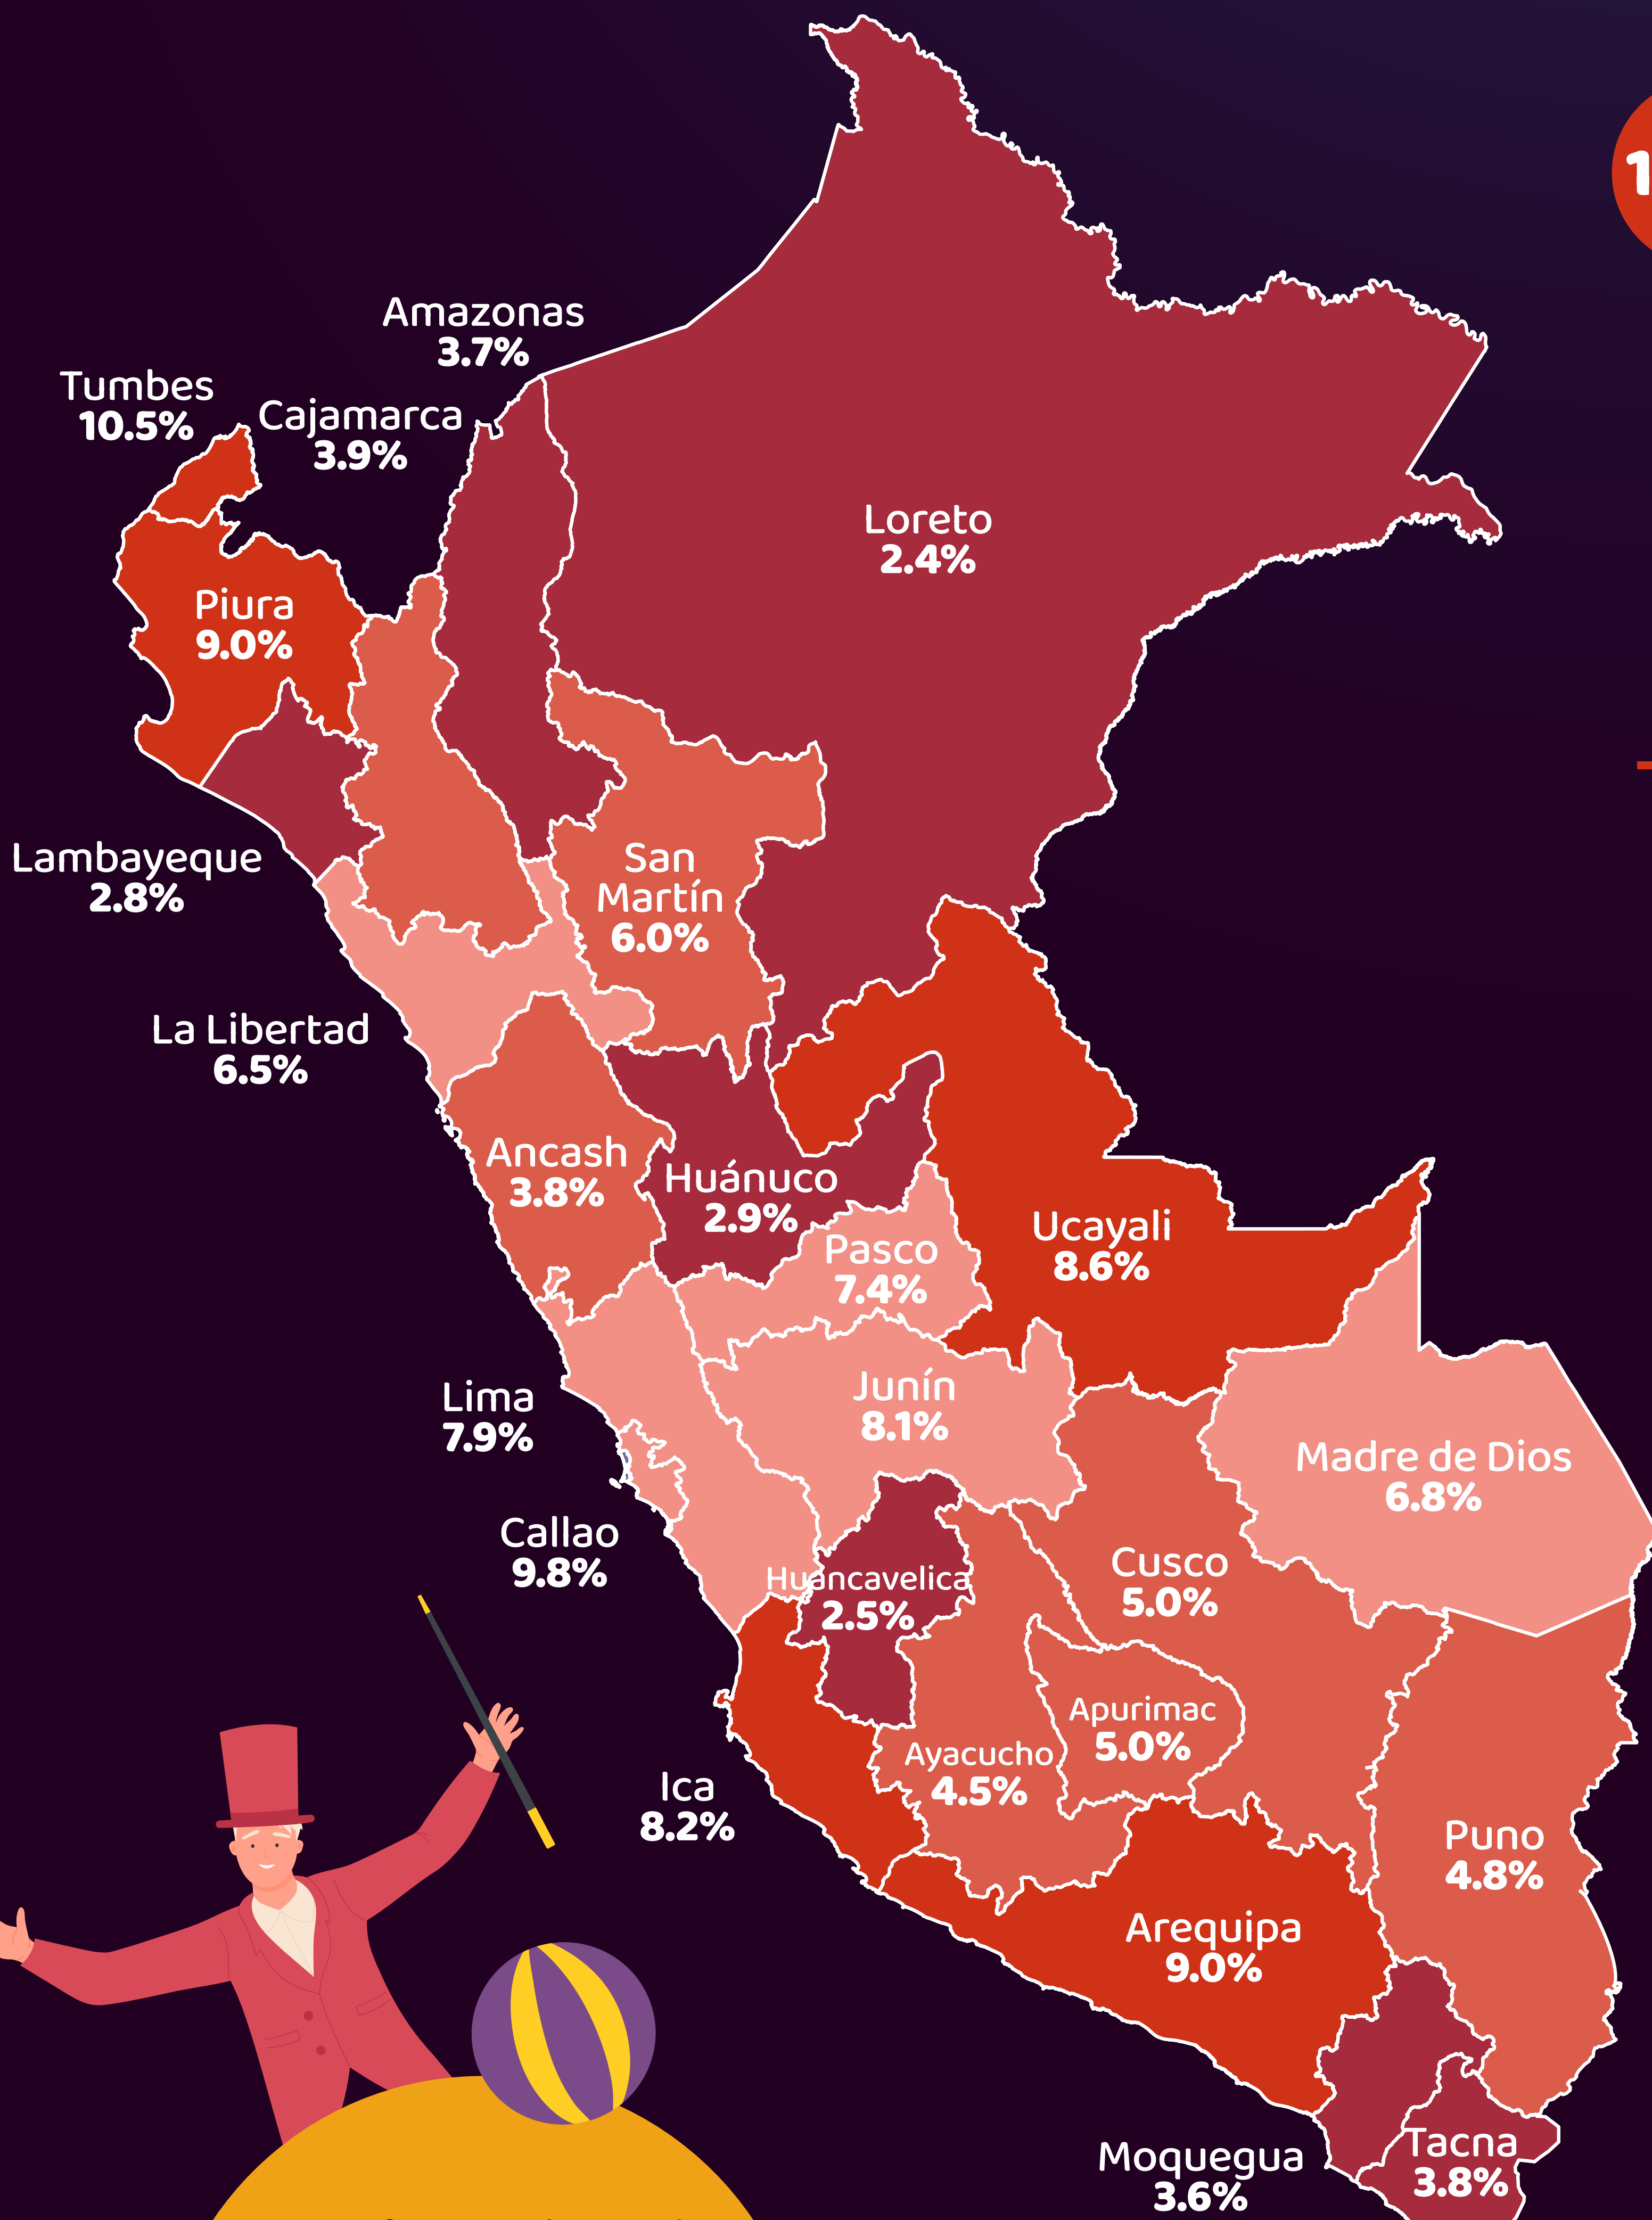 1
Amazonas
3.7%
Tumbes
10.5%
Cajamarca
3.9%
Loreto
2.4%
Piura
9.0%
Lambayeque
2.8%
San
Martín
6.0%
La Libertad
6.5%
Ancash
3.8%
Huánuco
2.9%
Ucayali
8.6%
Pasco
7.4%
Lima
7.9%
Junín
8.1%
Madre de Dios
6.8%
Callao
9.8%
Cusco
5.0%
Huancavelica
2.5%
Apurimac
5.0%
Ayacucho
4.5%
Ica
8.2%
Puno
4.8%
Arequipa
9.0%
Moquegua
3.6%
Tacna
3.8%